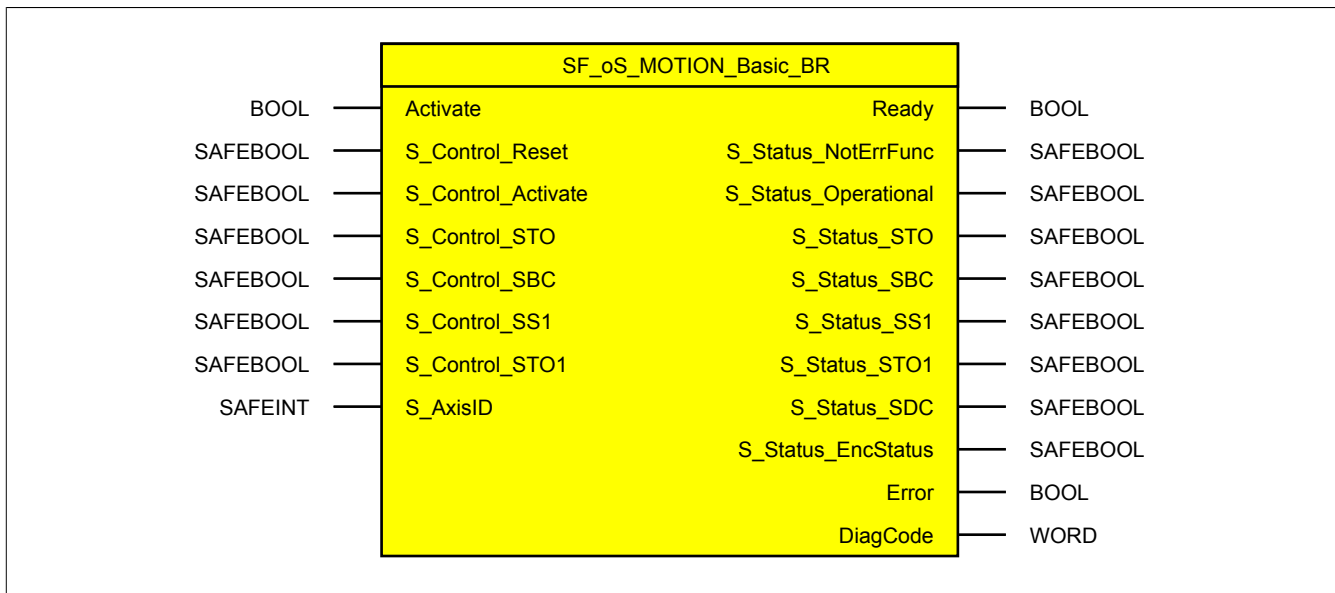 SF_oS_MOTION_Basic_BR
BOOL Activate Ready BOOL
SAFEBOOL S_Control_Reset S_Status_NotErrFunc SAFEBOOL
SAFEBOOL S_Control_Activate S_Status_Operational SAFEBOOL
SAFEBOOL S_Control_STO S_Status_STO SAFEBOOL
SAFEBOOL S_Control_SBC S_Status_SBC SAFEBOOL
SAFEBOOL S_Control_SS1 S_Status_SS1 SAFEBOOL
SAFEBOOL S_Control_STO1 S_Status_STO1 SAFEBOOL
SAFEINT S_AxisID S_Status_SDC SAFEBOOL
S_Status_EncStatus SAFEBOOL
Error BOOL
DiagCode WORD